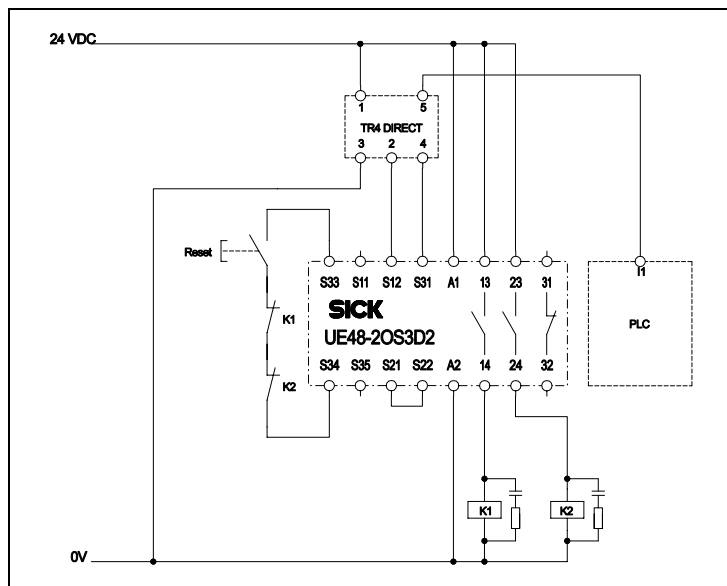 24 VDC
1 5
TR4 DIRECT
3 2 4
Reset
S33 S11 S12 S31 A1 13 23 31
I1
K1
SICK
UE48-2OS3D2
PLC
S34 S35 S21 S22 A2 14 24 32
K2
K1 K2
0V